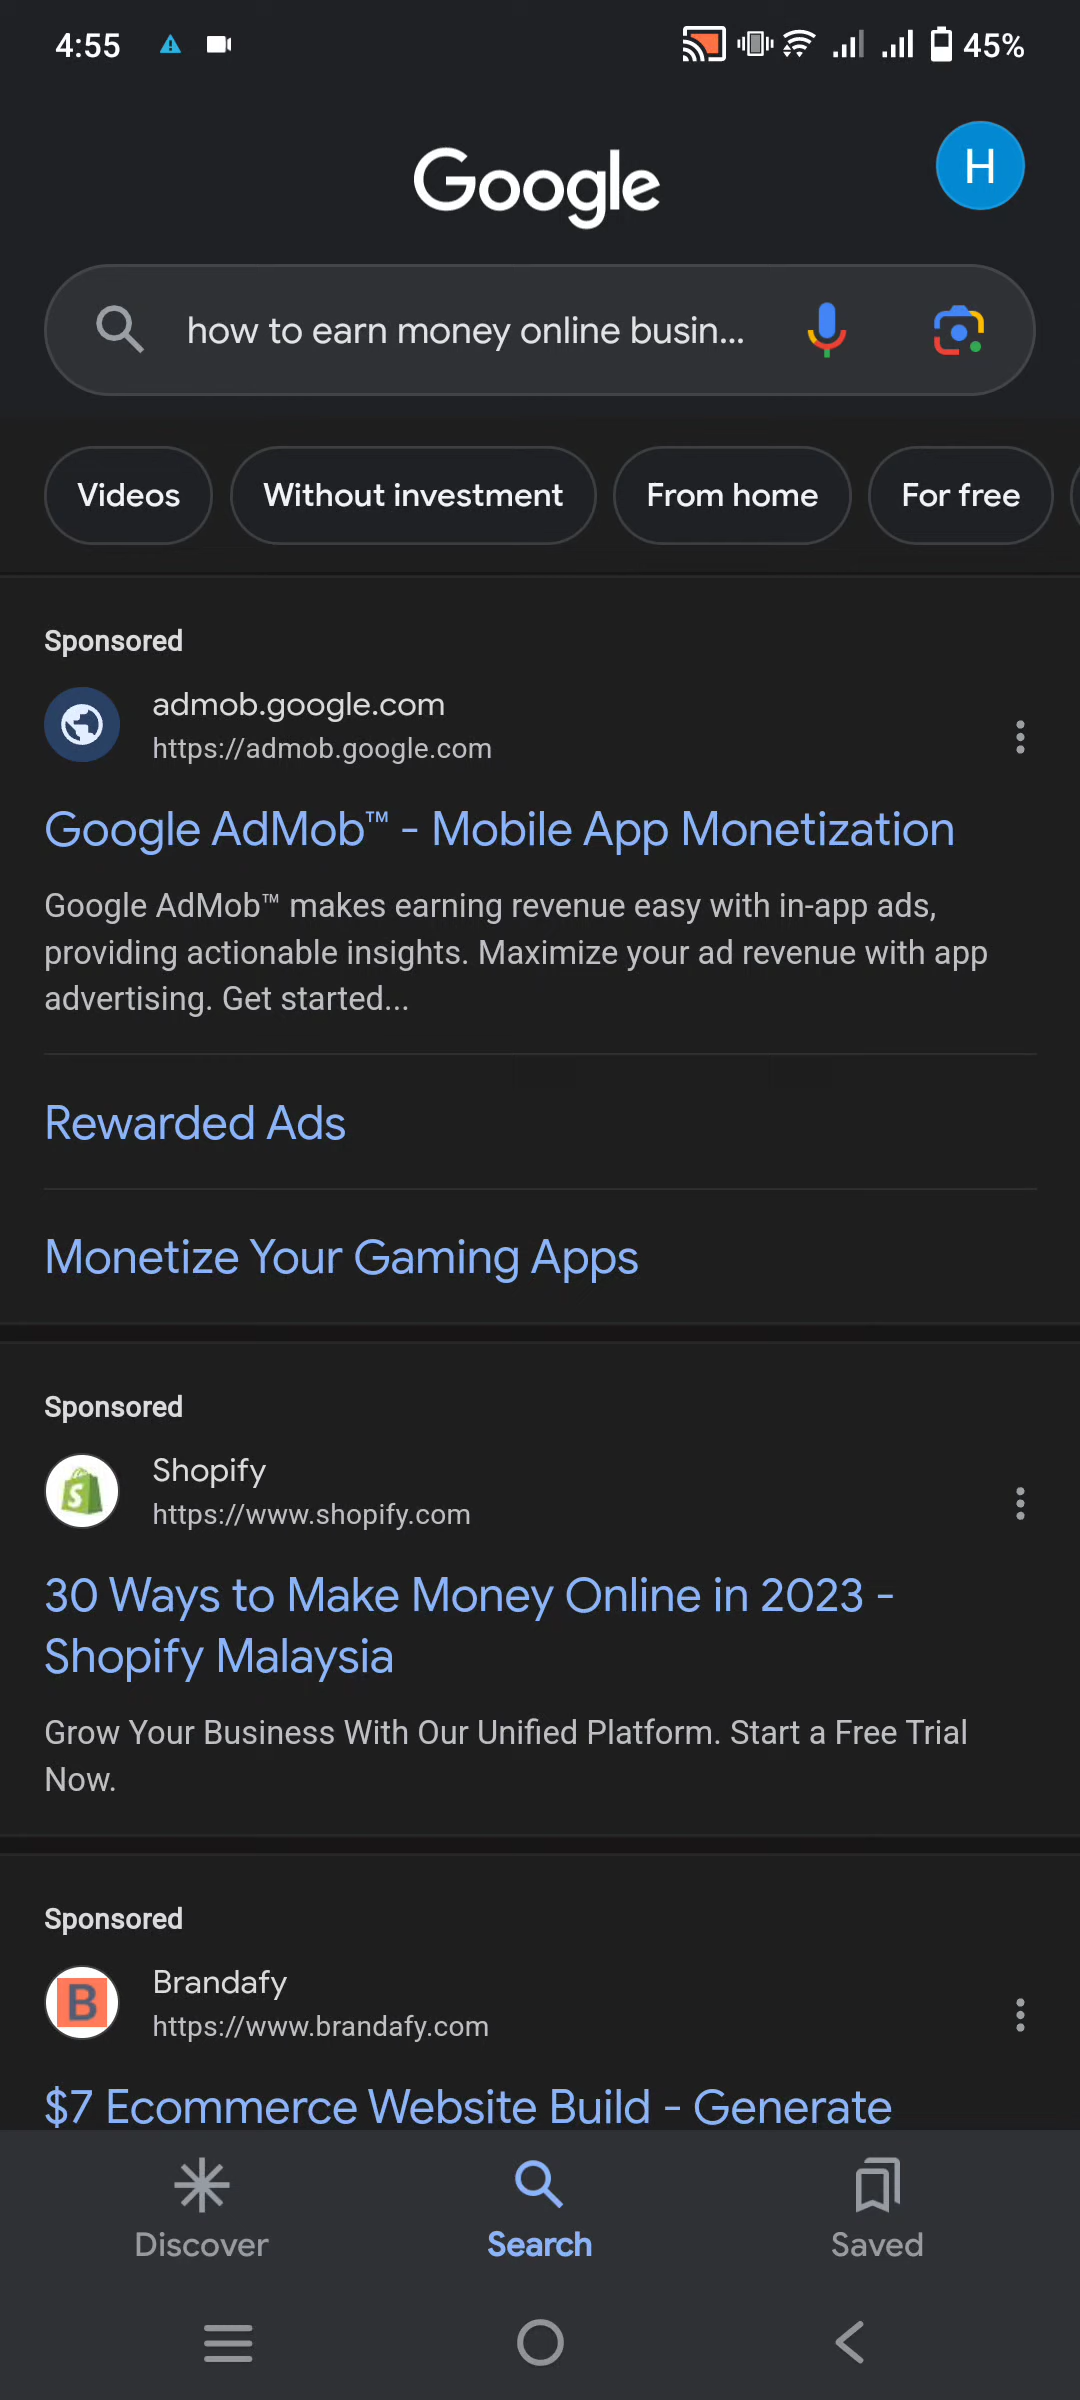 4:55
45%
Google
H
how to earn money online busin...
Videos
Without investment
From home
For free
Sponsored
admob.google.com
https://admob.google.com
Google AdMob™ - Mobile App Monetization
Google AdMob™ makes earning revenue easy with in-app ads,
providing actionable insights. Maximize your ad revenue with app
advertising. Get started...
Rewarded Ads
Monetize Your Gaming Apps
Sponsored
Shopify
https://www.shopify.com
30 Ways to Make Money Online in 2023 -
Shopify Malaysia
Grow Your Business With Our Unified Platform. Start a Free Trial
Now.
Sponsored
B
Brandafy
https://www.brandafy.com
$7 Ecommerce Website Build - Generate
Discover
Search
Saved